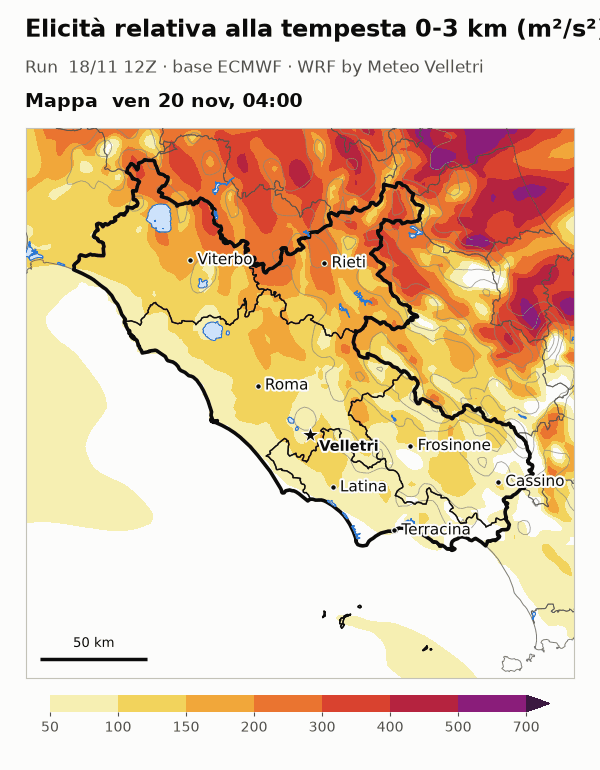 Elicità relativa alla tempesta 0-3 km (m²/s²)
Run 18/11 12Z · base ECMWF · WRF by Meteo Velletri
Mappa ven 20 nov, 04:00
Viterbo
Rieti
Roma
Velletri
Frosinone
Cassino
Latina
Terracina
50 km
50 100 150 200 300 400 500 700